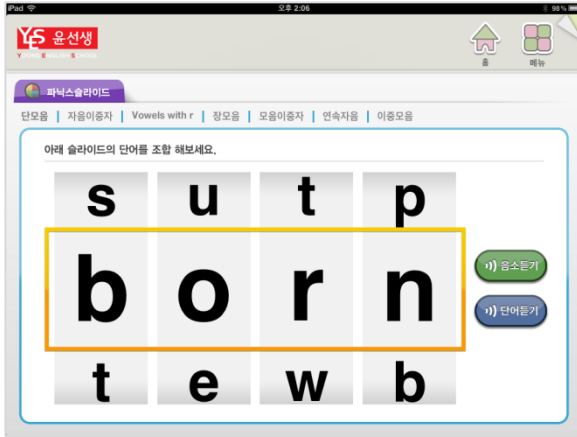 iPad 오후 2:06 98%
YES 윤선생
YOONS ENGLISH SCHOOL
홈 메뉴
파닉스슬라이드
단모음 | 자음이중자 | Vowels with r | 장모음 | 모음이중자 | 연속자음 | 이중모음
아래 슬라이드의 단어를 조합 해보세요.
s u t p
b o r n
음소듣기
단어듣기
t e w b